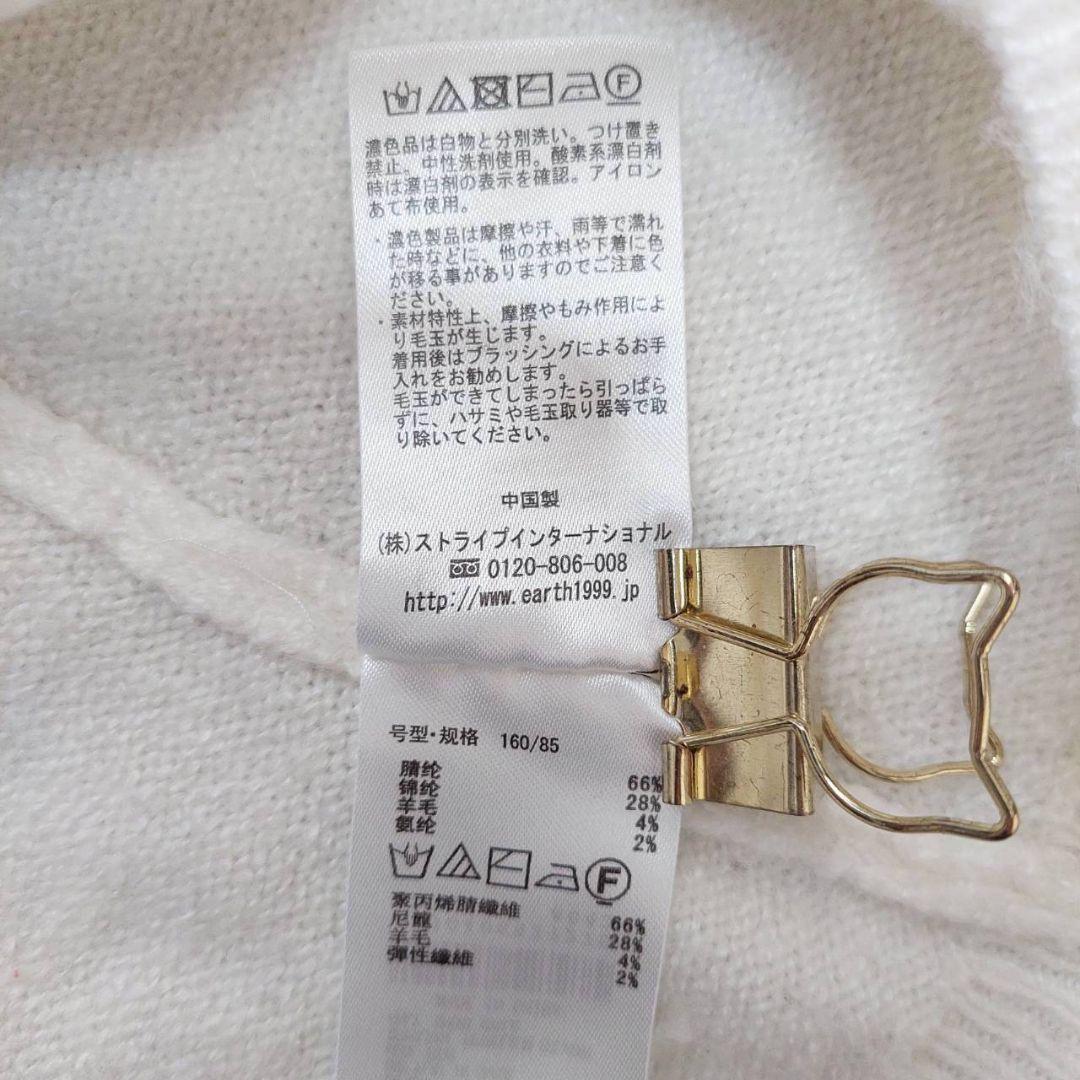 濃色品は白物と分別洗い。つけ置き
禁止。中性洗剤使用。酸素系漂白剤
時は漂白剤の表示を確認。アイロン
あて布使用。
・濃色製品は摩擦や汗、雨等で濡れ
た時などに、他の衣料や下着に色
が移る事がありますのでご注意く
ださい。
・素材特性上、摩擦やもみ作用によ
り毛玉が生じます。
着用後はブラッシングによるお手
入れをお勧めします。
毛玉ができてしまったら引っぱら
ずに、ハサミや毛玉取り器等で取
り除いてください。
中国製
(株)ストライプインターナショナル
0120-806-008
http://www.earth1999.jp
号型·规格 160/85
腈纶 66%
锦纶 28%
羊毛 4%
氨纶 2%
F
聚丙烯腈纖維 66%
尼龍 28%
羊毛 4%
彈性纖維 2%